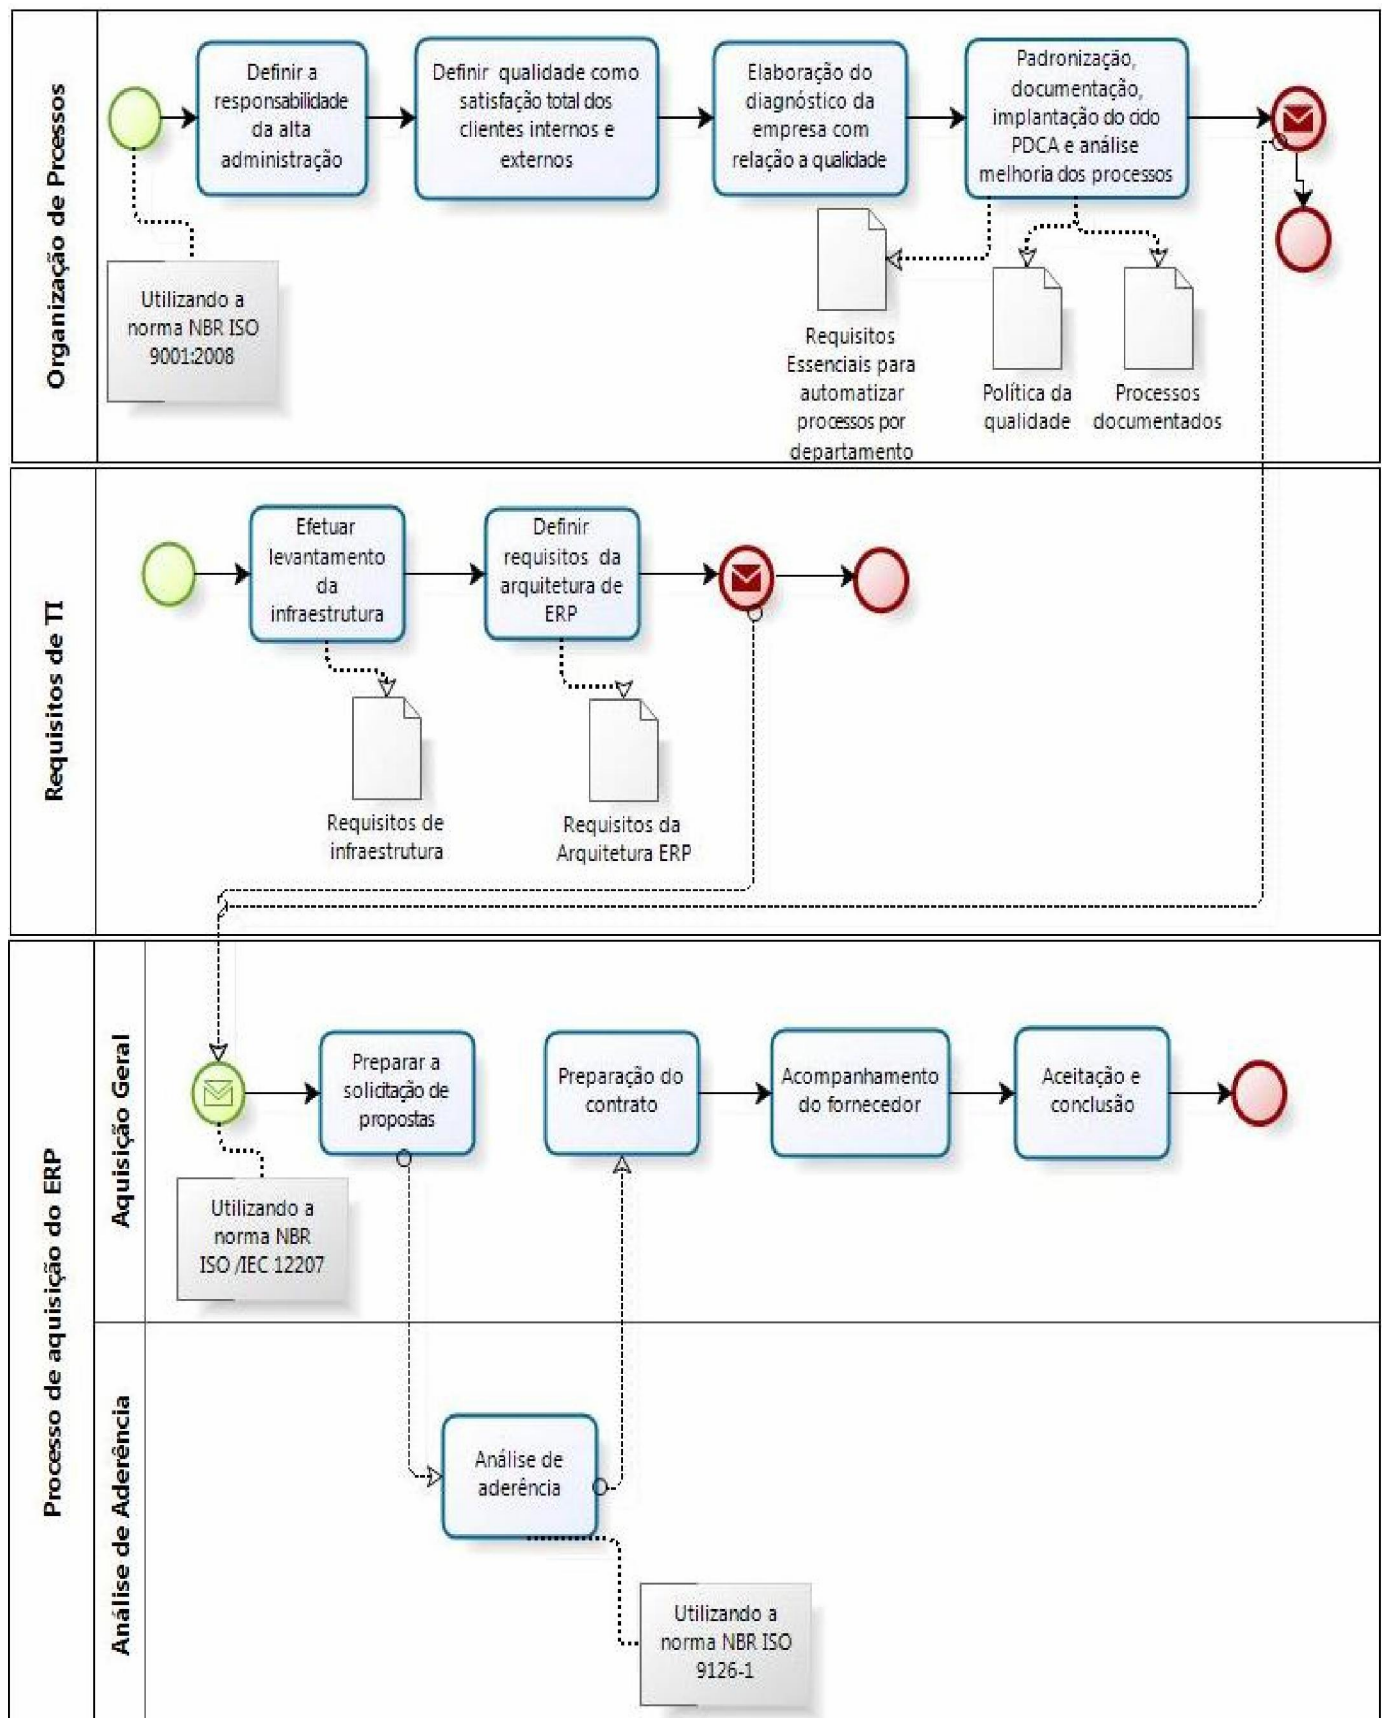 Organização de Prcessos
Definir a
responsabilidade
da alta
administração
Definir qualidade como
satisfação total dos
clientes internos e
externos
Elaboração do
diagnóstico da
empresa com
relação a qualidade
Padronização,
documentação,
implantação do ciclo
PDCA e análise
melhoria dos processos
Utilizando a
norma NBR ISO
9001:2008
Requisitos
Essenciais para
automatizar
processos por
departamento
Política da
qualidade
Processos
documentados
Requisitos de TI
Efetuar
levantamento
da
infraestrutura
Definir
requisitos da
arquitetura de
ERP
Requisitos de
infraestrutura
Requisitos da
Arquitetura ERP
Processo de aquisição do ERP
Aquisição Geral
Preparar a
solicitação de
propostas
Preparação do
contrato
Acompanhamento
do fornecedor
Aceitação e
conclusão
Utilizando a
norma NBR
ISO /IEC 12207
Análise de Aderência
Análise de
aderência
Utilizando a
norma NBR ISO
9126-1